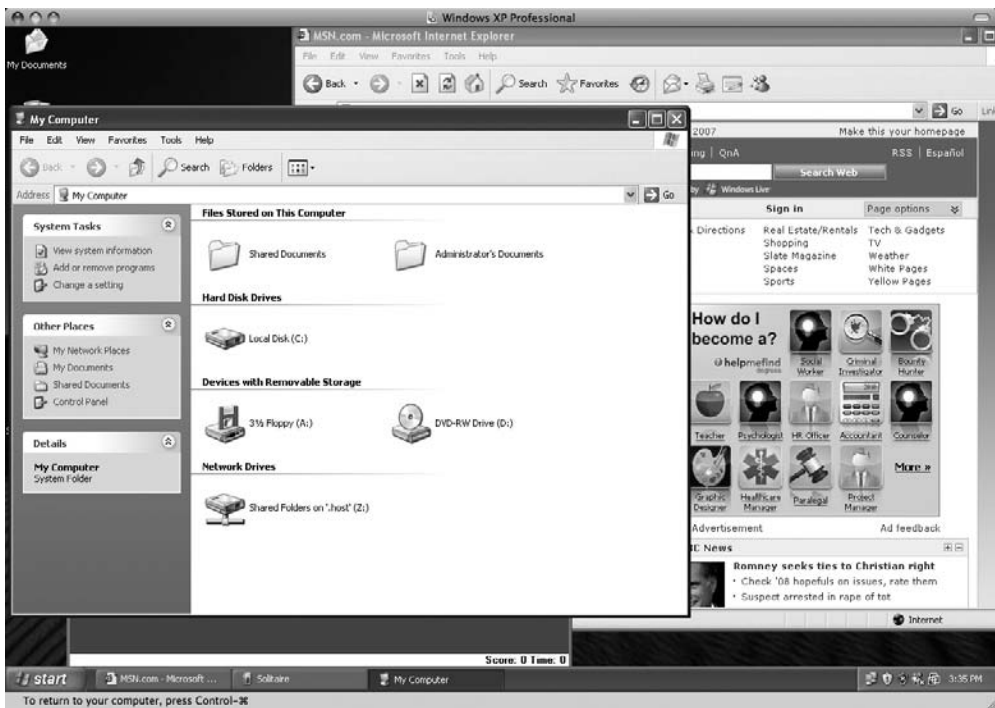 Windows XP Professional
My Documents
MSN.com - Microsoft Internet Explorer
File Edit View Favorites Tools Help
Back Search Favorites
Go Link
My Computer
File Edit View Favorites Tools Help
Back Search Folders
Address My Computer Go
System Tasks
View system information
Add or remove programs
Change a setting
Other Places
My Network Places
My Documents
Shared Documents
Control Panel
Details
My Computer
System Folder
Files Stored on This Computer
Shared Documents Administrator's Documents
Hard Disk Drives
Local Disk (C:)
Devices with Removable Storage
3½ Floppy (A:) DVD-RW Drive (D:)
Network Drives
Shared Folders on '.host' (Z:)
2007 Make this your homepage
ing | QnA RSS | Español
Search Web
by Windows Live
Sign in Page options
Directions Real Estate/Rentals Tech & Gadgets
Shopping TV
Slate Magazine Weather
Spaces White Pages
Sports Yellow Pages
How do I
become a?
helpmefind
degrees
Social Worker
Criminal Investigator
Bounty Hunter
Teacher Psychologist HR Officer Accountant Counselor
Graphic Designer
Healthcare Manager
Paralegal
Project Manager
More »
Advertisement Ad feedback
C News
Romney seeks ties to Christian right
· Check '08 hopefuls on issues, rate them
· Suspect arrested in rape of tot
Internet
Score: 0 Time: 0
start MSN.com - Microsoft ... Solitaire My Computer 3:35 PM
To return to your computer, press Control-⌘